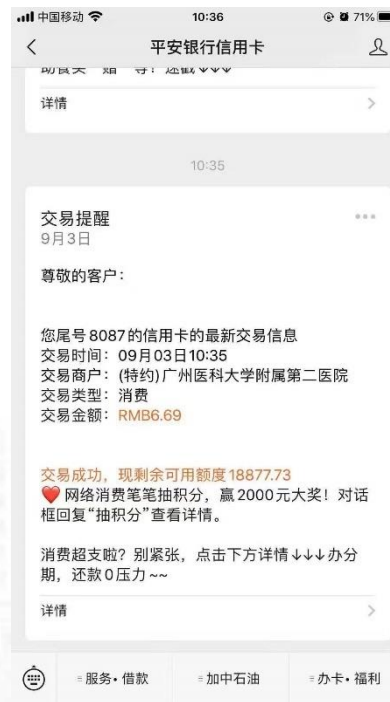 中国移动
10:36
71%
平安银行信用卡
详情
10:35
交易提醒
9月3日
尊敬的客户：
您尾号8087的信用卡的最新交易信息
交易时间：09月03日10:35
交易商户：(特约)广州医科大学附属第二医院
交易类型：消费
交易金额：RMB6.69
交易成功，现剩余可用额度18877.73
❤️网络消费笔笔抽积分，赢2000元大奖！对话
框回复“抽积分”查看详情。
消费超支啦？别紧张，点击下方详情↓↓↓办分
期，还款0压力~~
详情
服务•借款
加中石油
办卡•福利